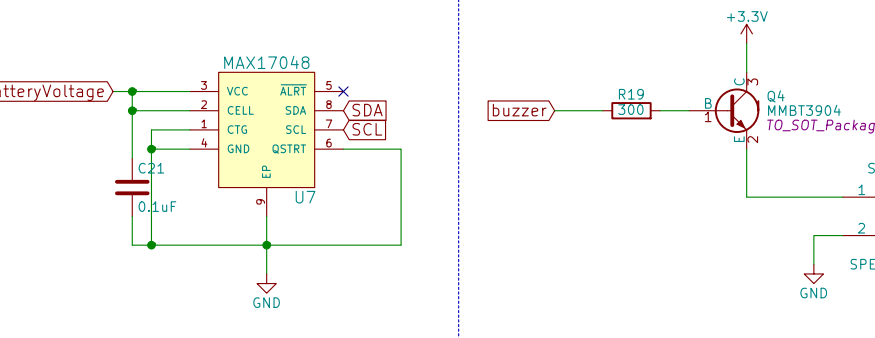 MAX17048
atteryVoltage
3 VCC ALRT 5
2 CELL SDA 8 SDA
1 CTG SCL 7 SCL
4 GND QSTRT 6
EP
9
U7
C21
0.1uF
GND
+3.3V
buzzer
R19
300
C 3
B
1
E 2
Q4
MMBT3904
TO_SOT_Packag
S
1
2
SPE
GND